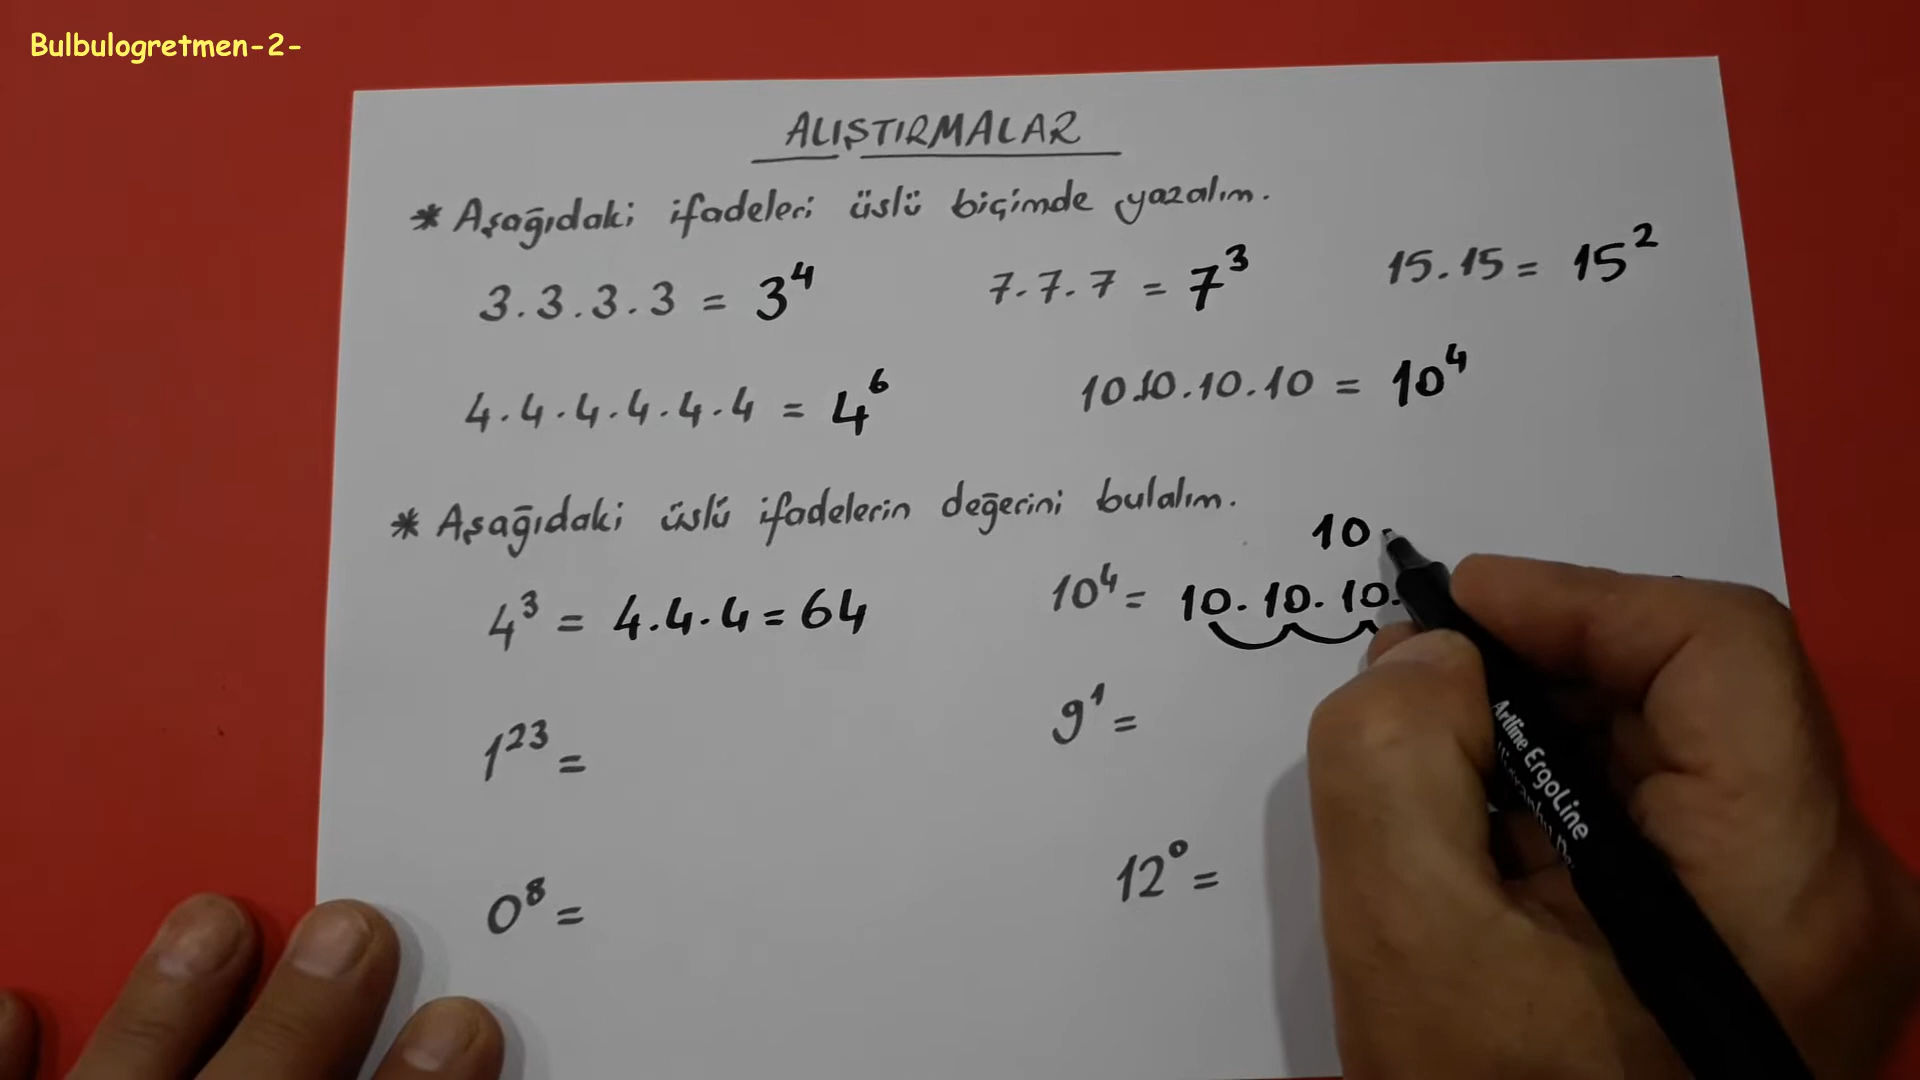 Bulbulogretmen-2-
ALIŞTIRMALAR
* Aşağıdaki ifadeleri üslü biçimde yazalım.
3.3.3.3 = 3⁴ 7.7.7 = 7³ 15.15 = 15²
4.4.4.4.4.4 = 4⁶ 10.10.10.10 = 10⁴
* Aşağıdaki üslü ifadelerin değerini bulalım.
10
4³ = 4.4.4 = 64 10⁴ = 10.10.10.
1²³ = 9¹ =
0⁸ = 12⁰ =
Artline ErgoLine